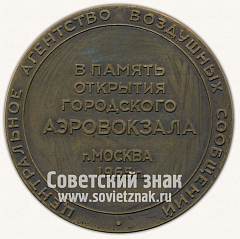 ЦЕНТРАЛЬНОЕ АГЕНТСТВО ВОЗДУШНЫХ СООБЩЕНИЙ
В ПАМЯТЬ
ОТКРЫТИЯ
ГОРОДСКОГО
АЭРОВОКЗАЛА
г. МОСКВА
Советский знак
www.sovietznak.ru